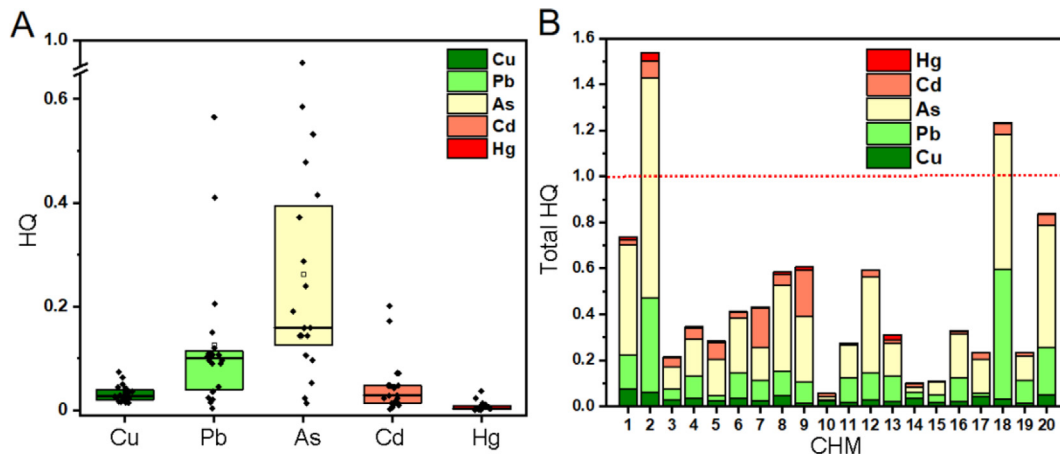 A
HQ
1.0
0.6
0.4
0.2
0
Cu
Pb
As
Cd
Hg
Cu Pb As Cd Hg
B
Total HQ
1.6
1.4
1.2
1.0
0.8
0.6
0.4
0.2
0.0
Hg
Cd
As
Pb
Cu
1 2 3 4 5 6 7 8 9 10 11 12 13 14 15 16 17 18 19 20
CHM